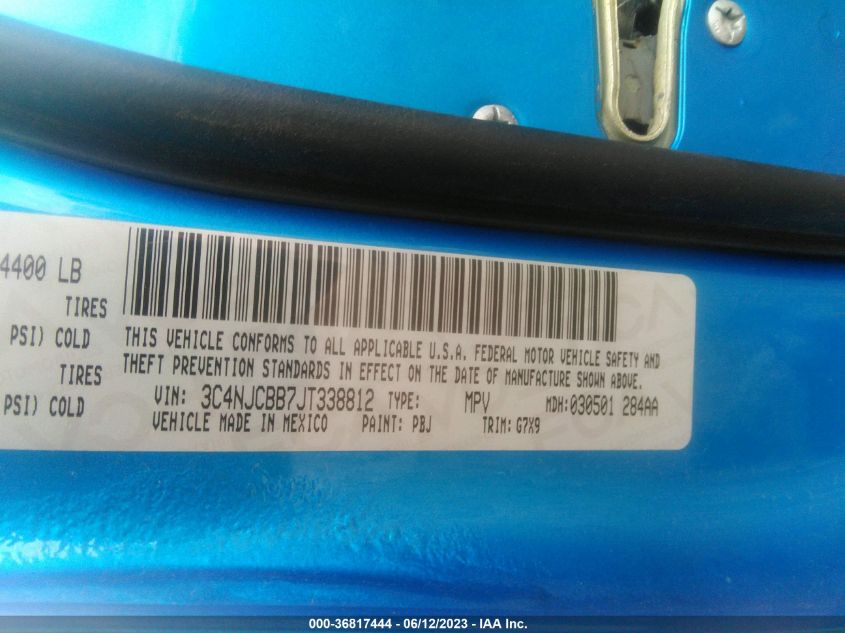 4400 LB
TIRES
PSI) COLD
TIRES
PSI) COLD
THIS VEHICLE CONFORMS TO ALL APPLICABLE U.S.A. FEDERAL MOTOR VEHICLE SAFETY AND
THEFT PREVENTION STANDARDS IN EFFECT ON THE DATE OF MANUFACTURE SHOWN ABOVE.
VIN: 3C4NJCBB7JT338812 TYPE: MPV MDH:030501 284AA
VEHICLE MADE IN MEXICO PAINT: PBJ TRIM: G7X9
000-36817444 - 06/12/2023 - IAA Inc.